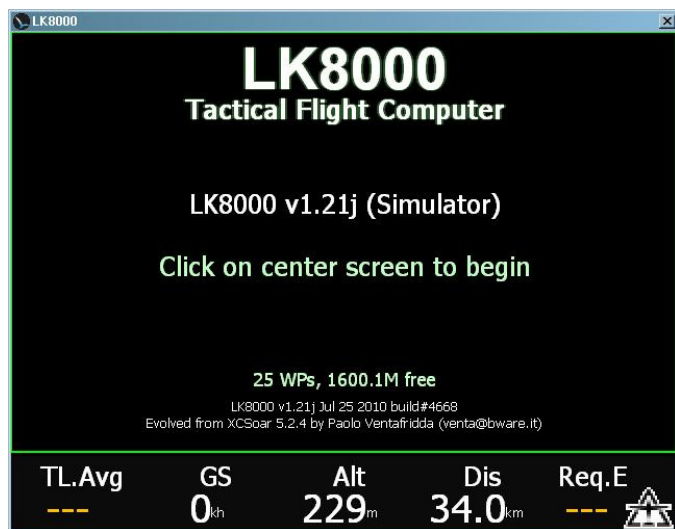 LK8000
LK8000
Tactical Flight Computer
LK8000 v1.21j (Simulator)
Click on center screen to begin
25 WPs, 1600.1M free
LK8000 v1.21j Jul 25 2010 build#4668
Evolved from XCSoar 5.2.4 by Paolo Ventafridda (venta@bware.it)
TL.Avg GS Alt Dis Req.E
--- 0kh 229m 34.0km ---